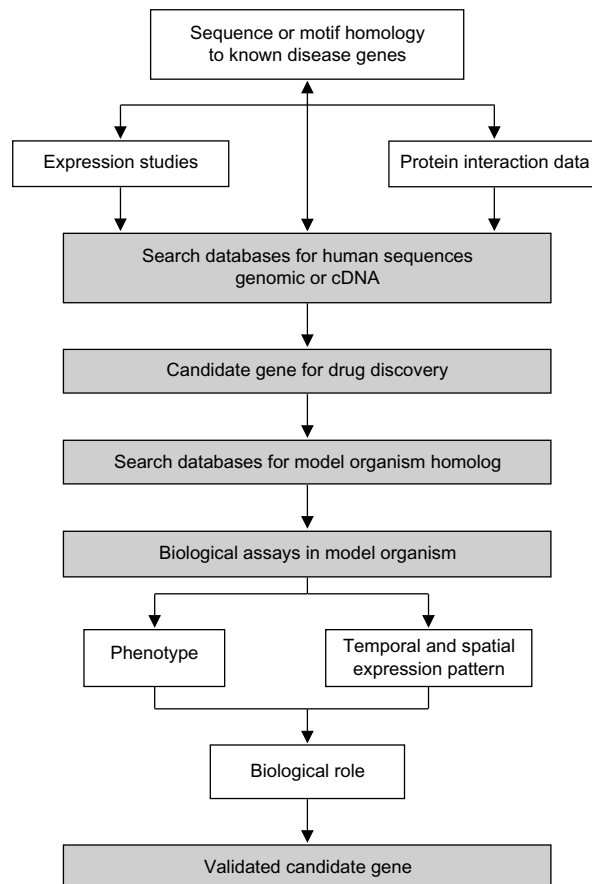 Sequence or motif homology
to known disease genes
Expression studies
Protein interaction data
Search databases for human sequences
genomic or cDNA
Candidate gene for drug discovery
Search databases for model organism homolog
Biological assays in model organism
Phenotype
Temporal and spatial
expression pattern
Biological role
Validated candidate gene